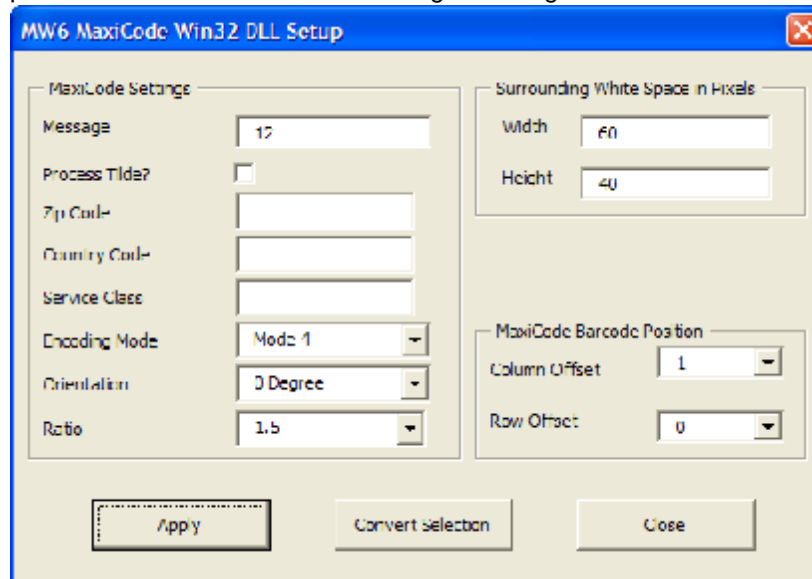 MW6 MaxiCode Win32 DLL Setup
MaxiCode Settings
Message 12
Process Tilde?
Zip Code
Country Code
Service Class
Encoding Mode Mode 4
Orientation 0 Degree
Ratio 1.5
Surrounding White Space in Pixels
Width 60
Height 40
MaxiCode Barcode Position
Column Offset 1
Row Offset 0
Apply Convert Selection Close